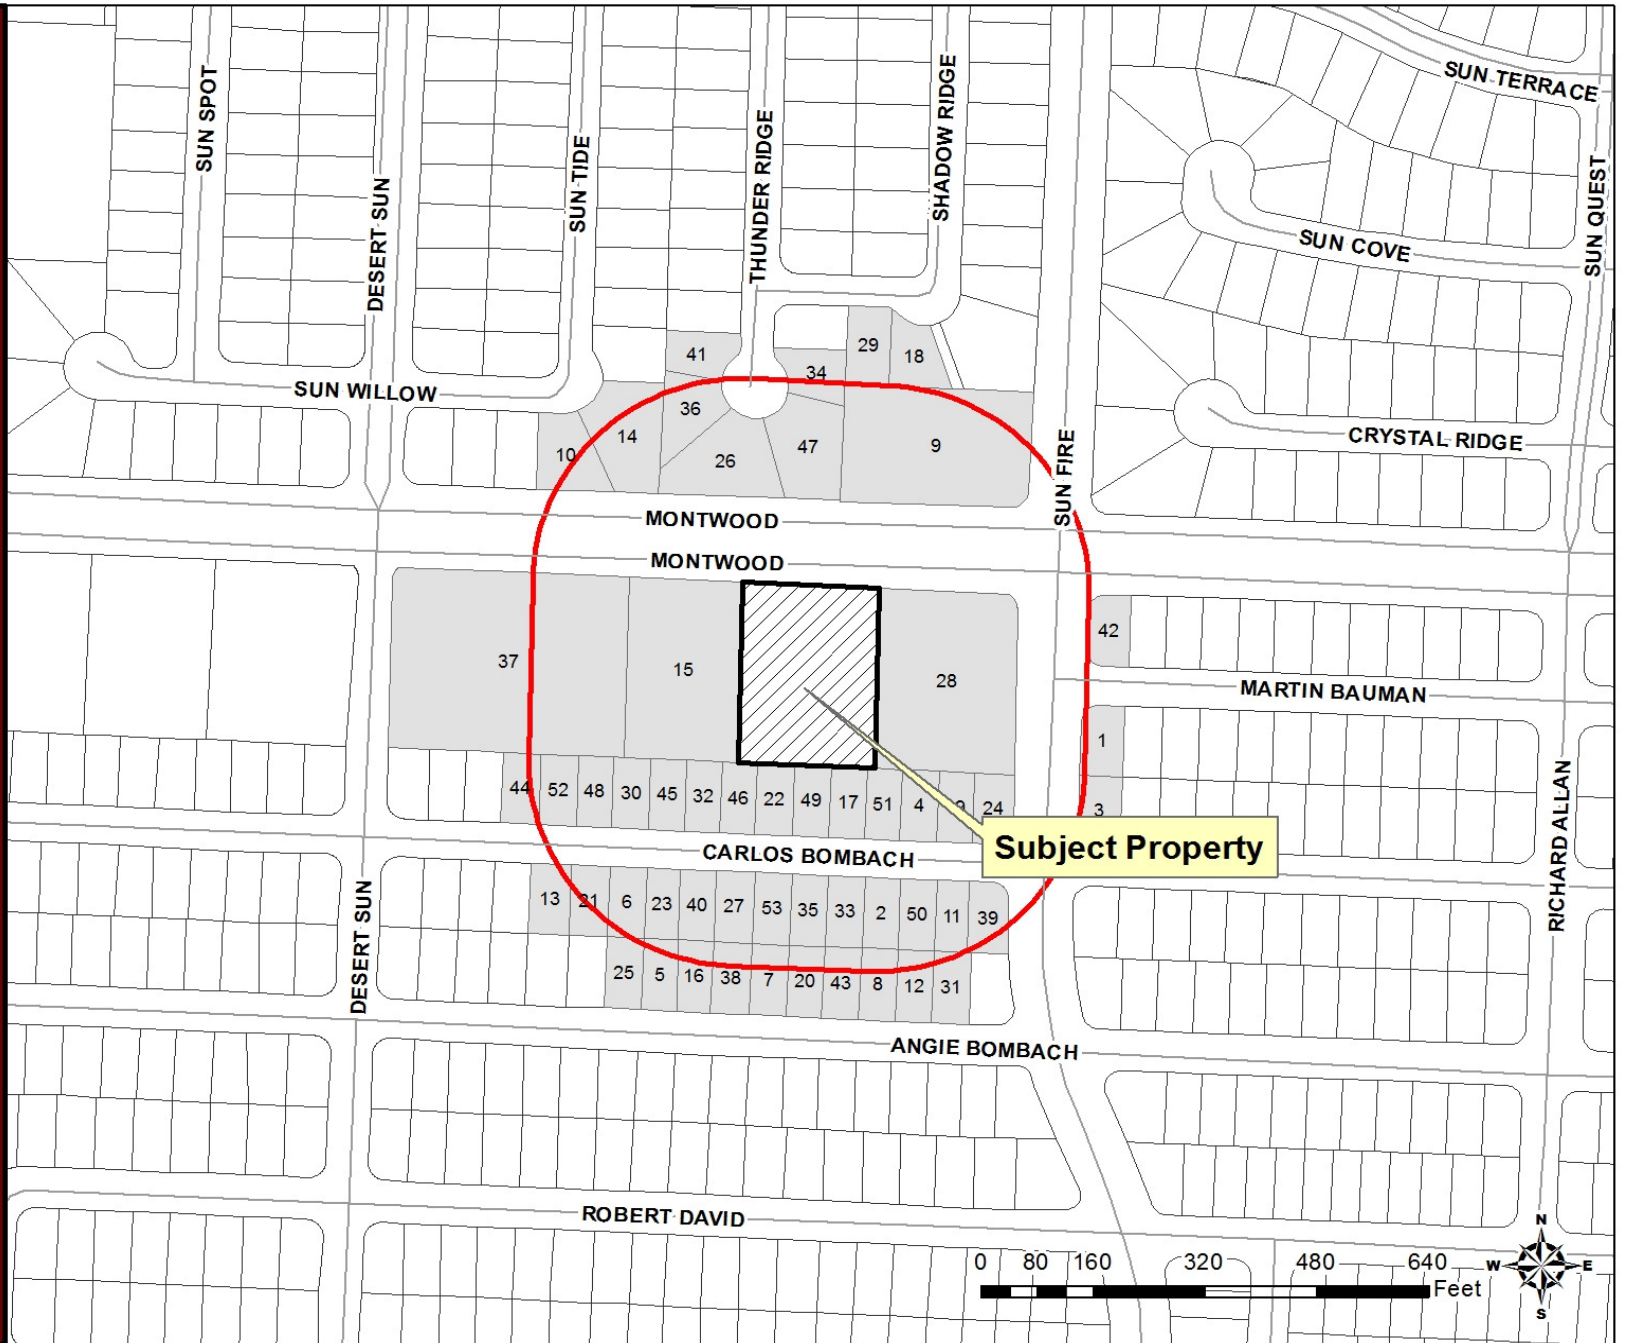 SUN TERRACE
SUN SPOT
DESERT SUN
SUN TIDE
THUNDER RIDGE
SHADOW RIDGE
SUN QUEST
SUN COVE
29
18
41
34
SUN WILLOW
36
14
10
26
47
9
SUN FIRE
CRYSTAL RIDGE
MONTWOOD
MONTWOOD
42
37
15
28
MARTIN BAUMAN
1
44 52 48 30 45 32 46 22 49 17 51 4 24
3
CARLOS BOMBACH
Subject Property
RICHARD ALLAN
DESERT SUN
13 21 6 23 40 27 53 35 33 2 50 11 39
25 5 16 38 7 20 43 8 12 31
ANGIE BOMBACH
ROBERT DAVID
0 80 160 320 480 640
Feet
N
W E
S